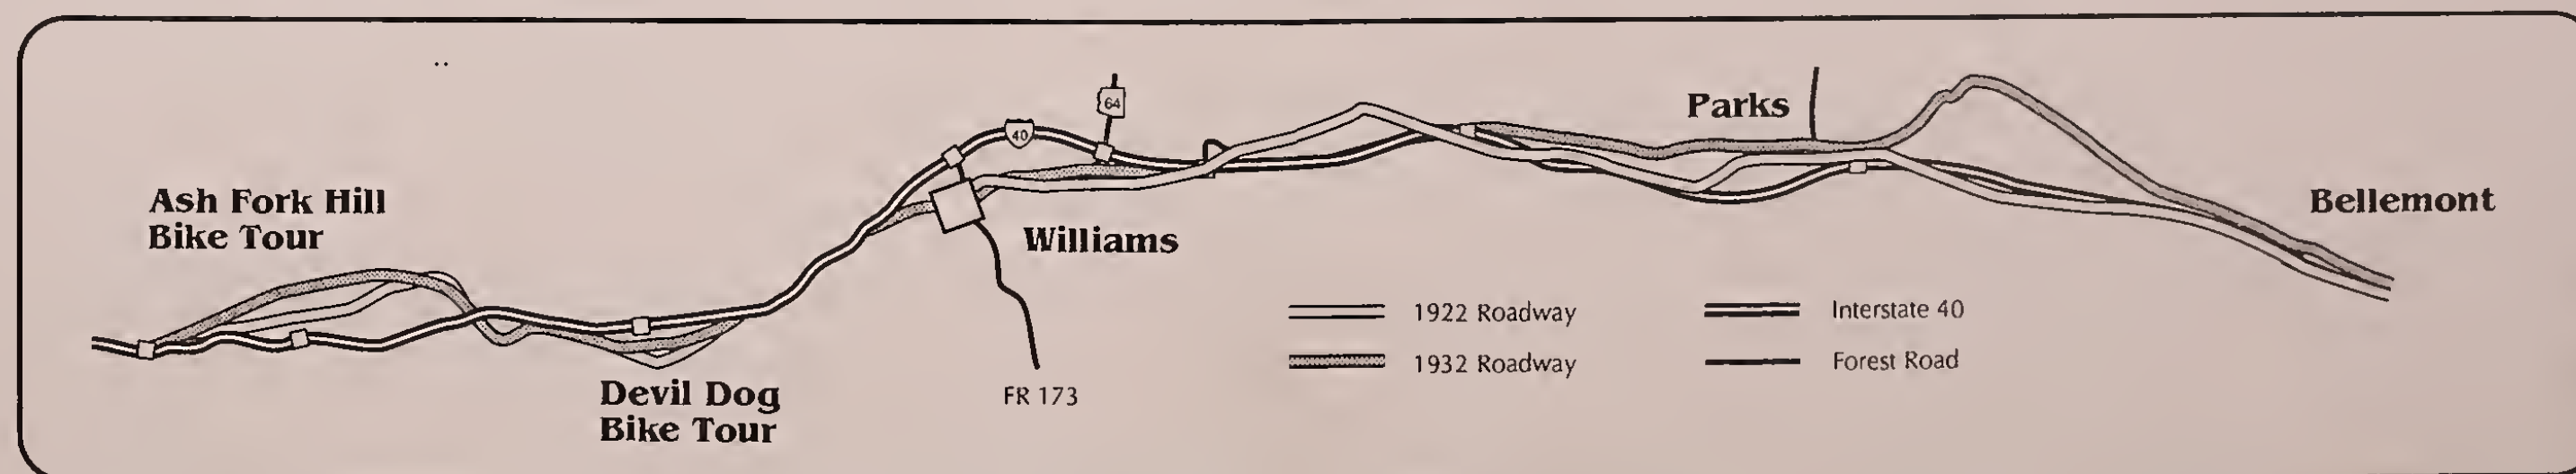 64
Parks
40
Ash Fork Hill
Bike Tour
Bellemont
Williams
1922 Roadway
Interstate 40
1932 Roadway
Forest Road
Devil Dog
Bike Tour
FR 173